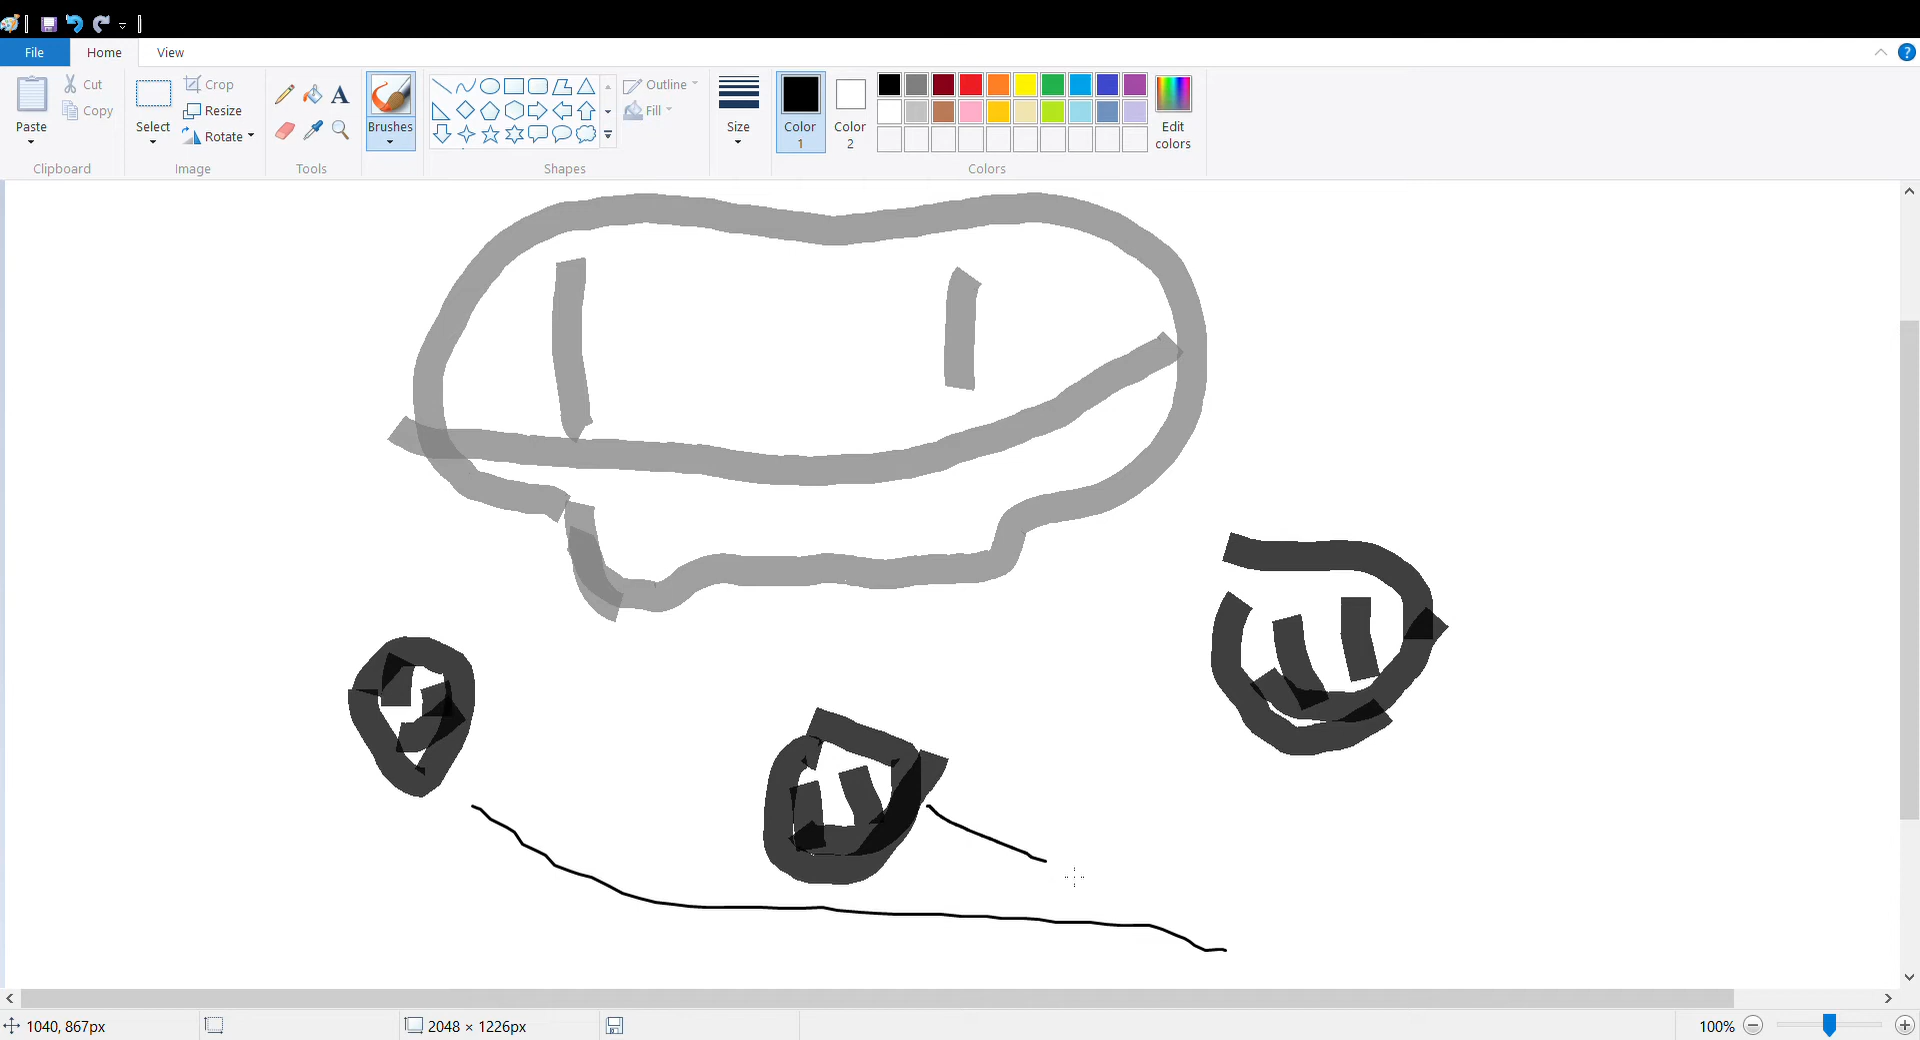 File Home View
Paste
Cut
Copy
Clipboard
Select
Crop
Resize
Rotate
Image
A
Tools
Brushes
Shapes
Outline
Fill
Size
Color
1
Color
2
Edit
colors
Colors
?
1040, 867px
2048 × 1226px
100%